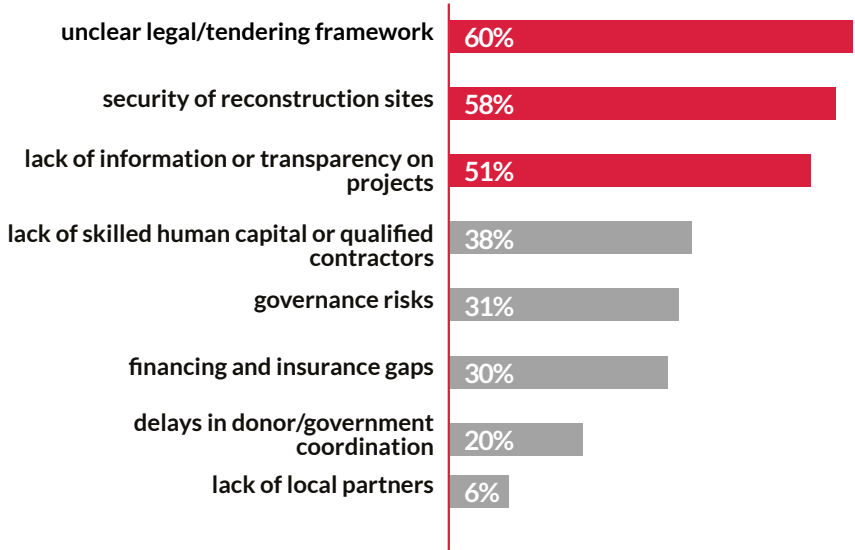 unclear legal/tendering framework 60%
security of reconstruction sites 58%
lack of information or transparency on
projects 51%
lack of skilled human capital or qualified
contractors 38%
governance risks 31%
financing and insurance gaps 30%
delays in donor/government
coordination 20%
lack of local partners 6%